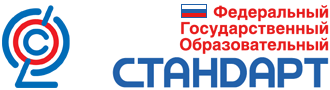 Федеральный
Государственный
Образовательный
СТАНДАРТ